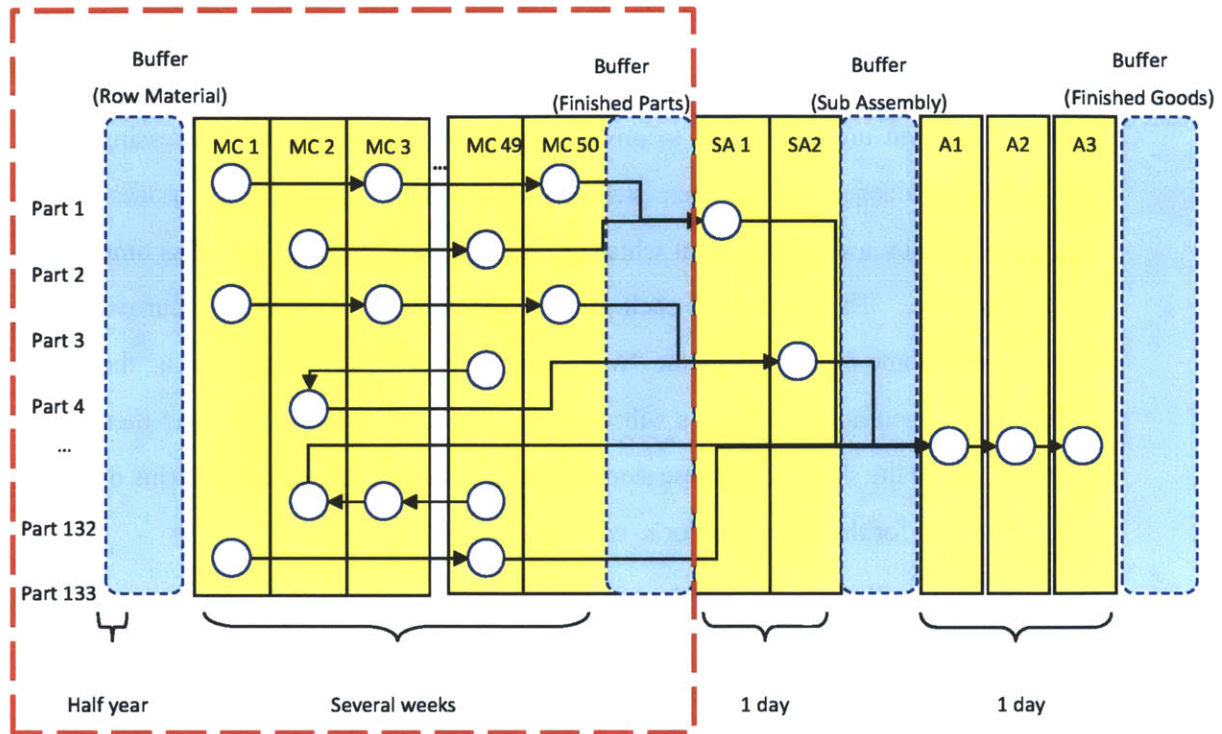 Buffer
(Row Material)
Buffer
(Finished Parts)
Buffer
(Sub Assembly)
Buffer
(Finished Goods)
MC 1
MC 2
MC 3
...
MC 49
MC 50
SA 1
SA2
A1
A2
A3
Part 1
Part 2
Part 3
Part 4
...
Part 132
Part 133
Half year
Several weeks
1 day
1 day